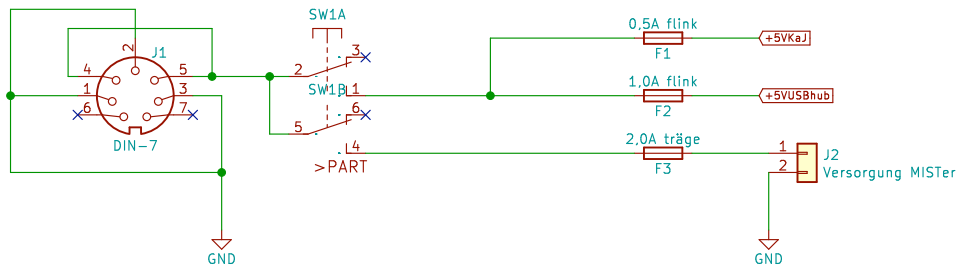 SW1A
0,5A flink
+5VKaJ
F1
2
J1
3
4
5
2
1
3
SW1B
1
1,0A flink
+5VUSBhub
F2
6
7
6
5
DIN-7
4
2,0A träge
>PART
F3
1
J2
2
Versorgung MISTer
GND
GND